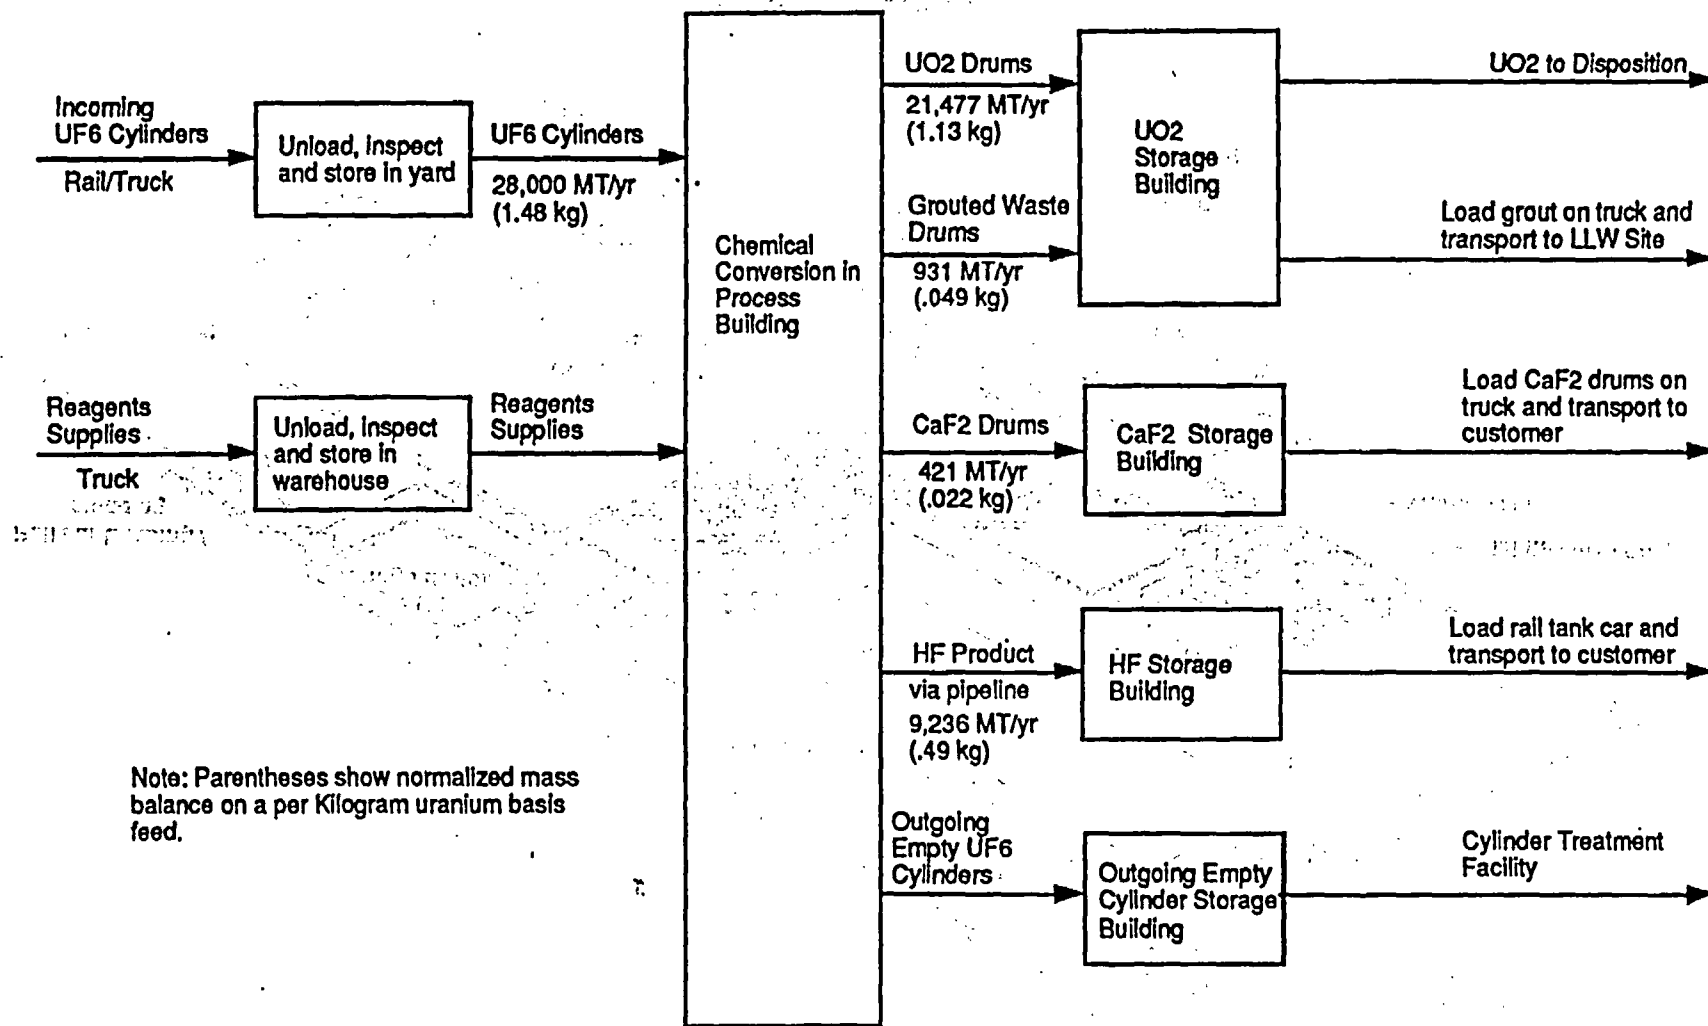 Incoming
UF6 Cylinders
Rail/Truck
Unload, inspect
and store in yard
UF6 Cylinders
28,000 MT/yr
(1.48 kg)
Reagents
Supplies
Truck
Unload, inspect
and store in
warehouse
Reagents
Supplies
Chemical
Conversion in
Process
Building
UO2 Drums
21,477 MT/yr
(1.13 kg)
Grouted Waste
Drums
931 MT/yr
(.049 kg)
UO2
Storage
Building
UO2 to Disposition
Load grout on truck and
transport to LLW Site
CaF2 Drums
421 MT/yr
(.022 kg)
CaF2 Storage
Building
Load CaF2 drums on
truck and transport to
customer
HF Product
via pipeline
9,236 MT/yr
(.49 kg)
HF Storage
Building
Load rail tank car and
transport to customer
Outgoing
Empty UF6
Cylinders
Outgoing Empty
Cylinder Storage
Building
Cylinder Treatment
Facility
Note: Parentheses show normalized mass
balance on a per Kilogram uranium basis
feed.